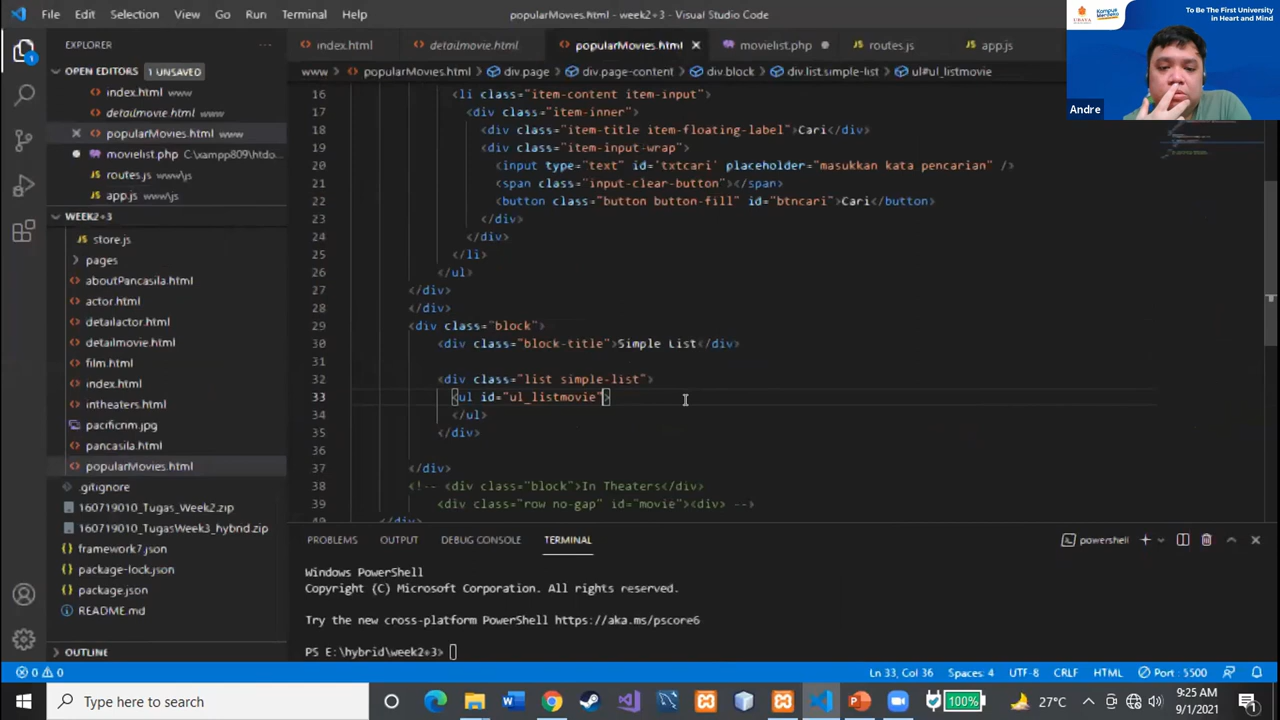 File Edit Selection View Go Run Terminal Help
popularMovies.html - week2+3 - Visual Studio Code
To Be The First University
in Heart and Mind
UBAYA
Kampus
Merdeka
Andre
EXPLORER
OPEN EDITORS 1 UNSAVED
index.html www
detailmovie.html www
popularMovies.html www
movielist.php C:\xampp809\htdo...
routes.js www\js
app.js www\js
WEEK2+3
store.js
pages
aboutPancasila.html
actor.html
detailactor.html
detailmovie.html
film.html
index.html
intheaters.html
pacificrim.jpg
pancasila.html
popularMovies.html
.gitignore
160719010_Tugas_Week2.zip
160719010_TugasWeek3_hybrid.zip
framework7.json
package-lock.json
package.json
README.md
OUTLINE
index.html detailmovie.html popularMovies.html movielist.php routes.js app.js
www > popularMovies.html > div.page > div.page-content > div.block > div.list.simple-list > ul#ul_listmovie
16 <li class="item-content item-input">
17 <div class="item-inner">
18 <div class="item-title item-floating-label">Cari</div>
19 <div class="item-input-wrap">
20 <input type="text" id='txtcari' placeholder="masukkan kata pencarian" />
21 <span class="input-clear-button"></span>
22 <button class="button button-fill" id="btncari">Cari</button>
23 </div>
24 </div>
25 </li>
26 </ul>
27 </div>
28 </div>
29 <div class="block">
30 <div class="block-title">Simple List</div>
31
32 <div class="list simple-list">
33 <ul id="ul_listmovie">
34 </ul>
35 </div>
36
37 </div>
38 <!-- <div class="block">In Theaters</div>
39 <div class="row no-gap" id="movie"><div> -->
40 </div>
PROBLEMS OUTPUT DEBUG CONSOLE TERMINAL
powershell
Windows PowerShell
Copyright (C) Microsoft Corporation. All rights reserved.
Try the new cross-platform PowerShell https://aka.ms/pscore6
PS E:\hybrid\week2+3>
0 0
Ln 33, Col 36 Spaces: 4 UTF-8 CRLF HTML Port : 5500
Type here to search
100%
27°C
9:25 AM
9/1/2021